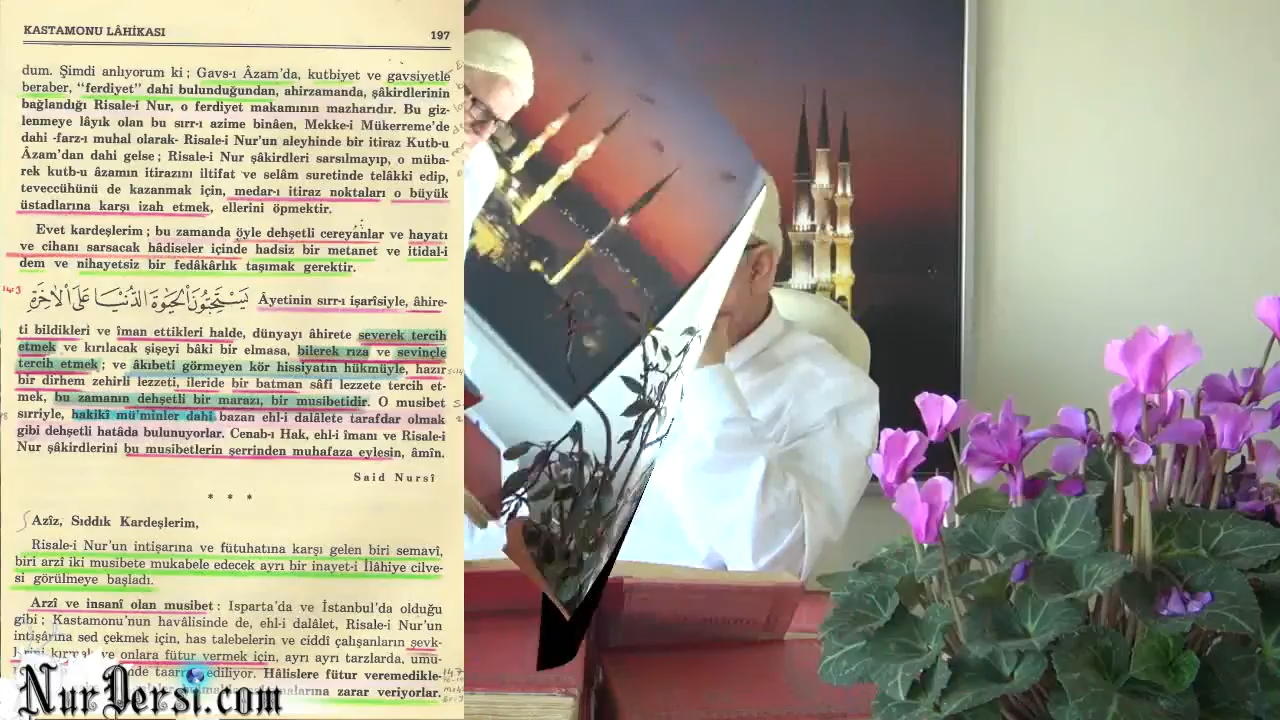 KASTAMONU LÂHİKASI 197
dum. Şimdi anlıyorum ki; Gavs-ı Âzam'da, kutbiyet ve gavsiyetle
beraber, "ferdiyet" dahi bulunduğundan, ahirzamanda, şâkirdlerinin
bağlandığı Risale-i Nur, o ferdiyet makamının mazharıdır. Bu giz-
lenmeye lâyık olan bu sırr-ı azime binâen, Mekke-i Mükerreme'de
dahi -farz-ı muhal olarak- Risale-i Nur'un aleyhinde bir itiraz Kutb-u
Âzam'dan dahi gelse; Risale-i Nur şâkirdleri sarsılmayıp, o müba-
rek kutb-u âzamın itirazını iltifat ve selâm suretinde telâkki edip,
teveccühünü de kazanmak için, medar-ı itiraz noktaları o büyük
üstadlarına karşı izah etmek, ellerini öpmektir.
Evet kardeşlerim; bu zamanda öyle dehşetli cereyanlar ve hayatı
ve cihanı sarsacak hâdiseler içinde hadsiz bir metanet ve itidal-i
dem ve nihayetsiz bir fedâkârlık taşımak gerektir.
يَسْتَحِبُّونَ الْحَيٰوةَ الدُّنْيَا عَلَى الْاٰخِرَةِ Âyetinin sırr-ı işarîsiyle, âhire-
ti bildikleri ve îman ettikleri halde, dünyayı âhirete severek tercih
etmek ve kırılacak şişeyi bâki bir elmasa, bilerek rıza ve sevinçle
tercih etmek; ve âkıbeti görmeyen kör hissiyatın hükmüyle, hazır
bir dirhem zehirli lezzeti, ileride bir batman sâfi lezzete tercih et-
mek, bu zamanın dehşetli bir marazı, bir musibetidir. O musibet
sırriyle, hakikî mü'minler dahi bazan ehl-i dalâlete tarafdar olmak
gibi dehşetli hatâda bulunuyorlar. Cenab-ı Hak, ehl-i îmanı ve Risale-i
Nur şâkirdlerini bu musibetlerin şerrinden muhafaza eylesin, âmîn.
Said Nursî
* * *
Azîz, Sıddık Kardeşlerim,
Risale-i Nur'un intişarına ve fütuhatına karşı gelen biri semavî,
biri arzî iki musibete mukabele edecek ayrı bir inayet-i İlâhiye cilve-
si görülmeye başladı.
Arzî ve insanî olan musibet: Isparta'da ve İstanbul'da olduğu
gibi; Kastamonu'nun havâlisinde de, ehl-i dalâlet, Risale-i Nur'un
intişârına sed çekmek için, has talebelerin ve ciddî çalışanların şevk-
lerini kırmak ve onlara fütur vermek için, ayrı ayrı tarzlarda, umu-
ediliyor. Hâlislere fütur veremedikle-
malarına zarar veriyorlar.
NurDersi.com